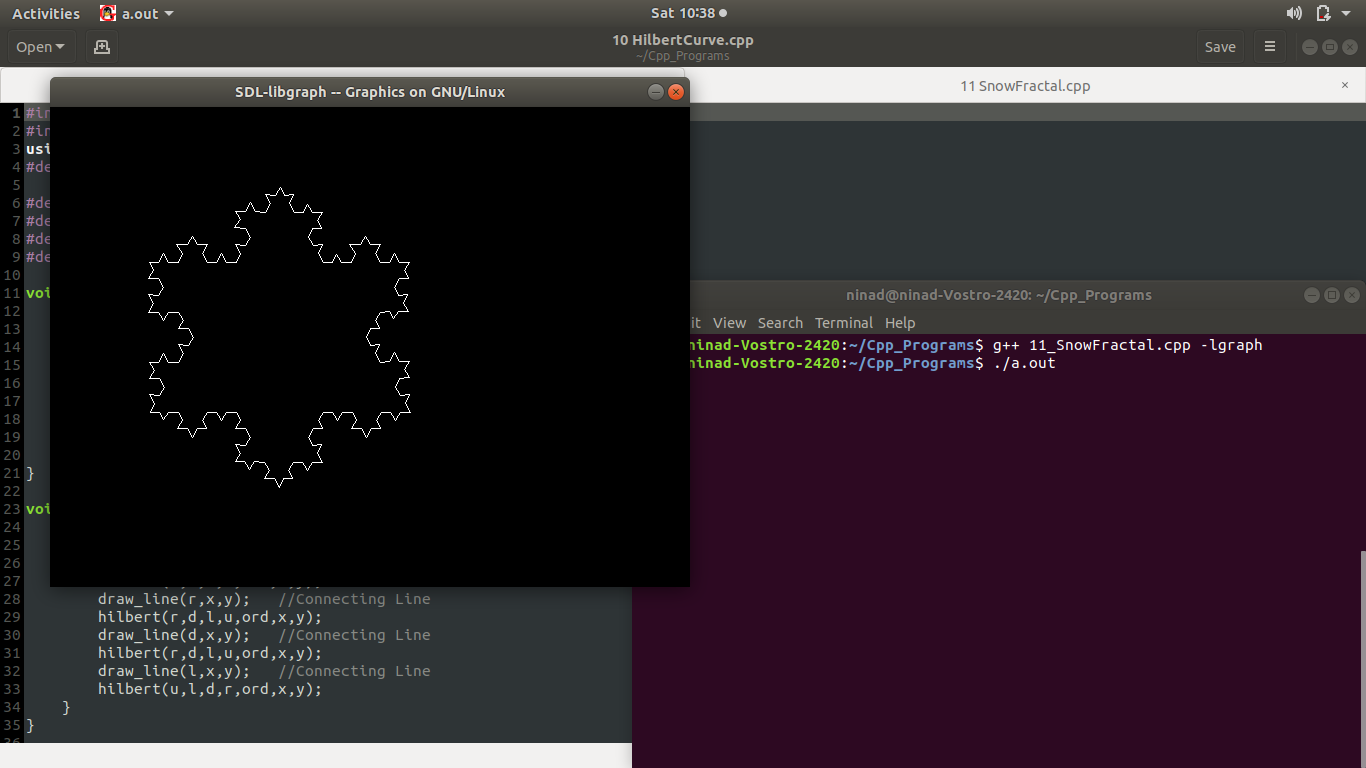 Activities a.out Sat 10:38
Open 10 HilbertCurve.cpp Save
~/Cpp_Programs
11 SnowFractal.cpp ×
SDL-libgraph -- Graphics on GNU/Linux
1 #in
2 #in
3 usi
4 #de
5
6 #de
7 #de
8 #de
9 #de
10
11 voi
12
13
14
15
16
17
18
19
20
21 }
22
23 voi
24
25
26
27
28 draw_line(r,x,y); //Connecting Line
29 hilbert(r,d,l,u,ord,x,y);
30 draw_line(d,x,y); //Connecting Line
31 hilbert(r,d,l,u,ord,x,y);
32 draw_line(l,x,y); //Connecting Line
33 hilbert(u,l,d,r,ord,x,y);
34 }
35 }
36
ninad@ninad-Vostro-2420: ~/Cpp_Programs
it View Search Terminal Help
ninad-Vostro-2420:~/Cpp_Programs$ g++ 11_SnowFractal.cpp -lgraph
ninad-Vostro-2420:~/Cpp_Programs$ ./a.out